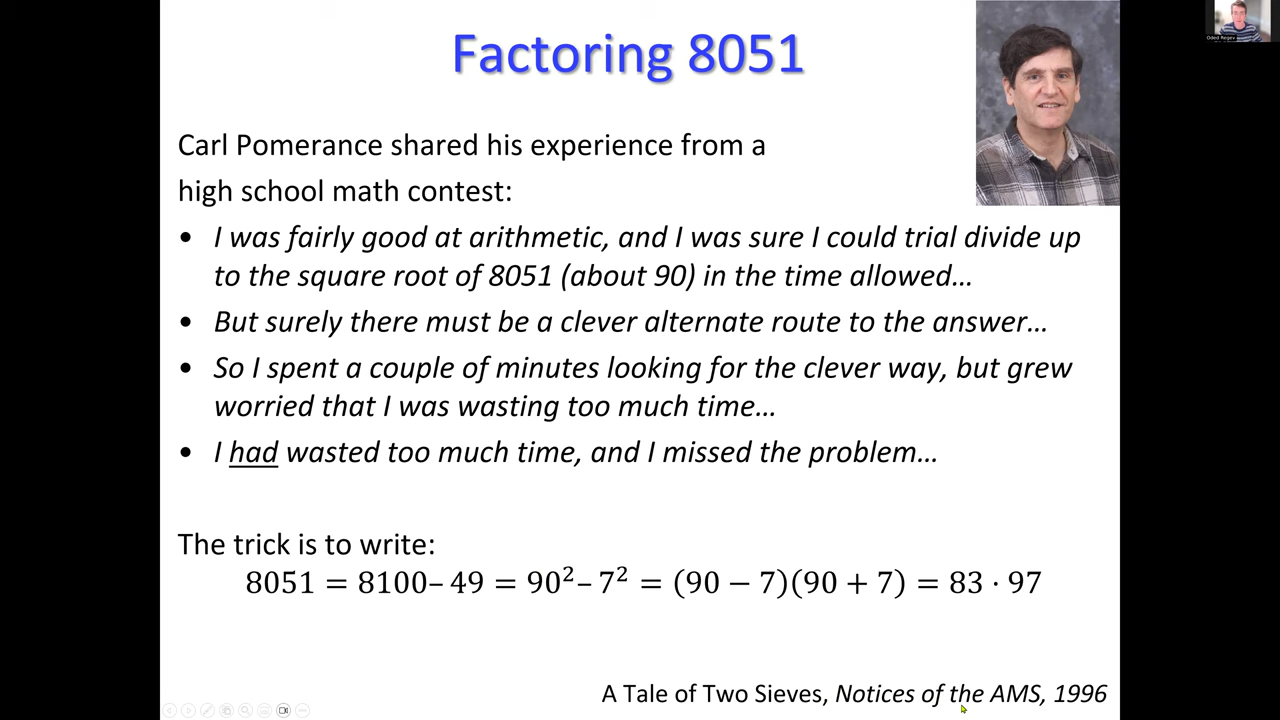 Factoring 8051
Oded Regev
Carl Pomerance shared his experience from a
high school math contest:
• I was fairly good at arithmetic, and I was sure I could trial divide up
to the square root of 8051 (about 90) in the time allowed…
• But surely there must be a clever alternate route to the answer…
• So I spent a couple of minutes looking for the clever way, but grew
worried that I was wasting too much time…
• I had wasted too much time, and I missed the problem…
The trick is to write:
8051 = 8100– 49 = 90²– 7² = (90 − 7)(90 + 7) = 83 · 97
A Tale of Two Sieves, Notices of the AMS, 1996